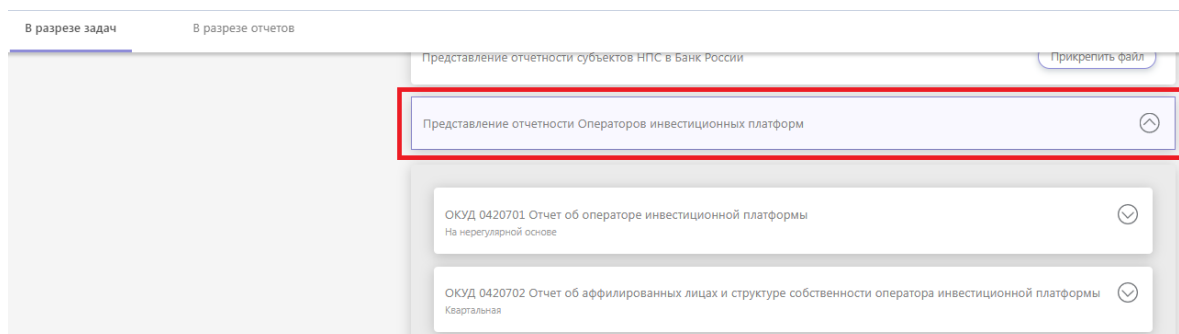 В разрезе задач
В разрезе отчетов
Представление отчетности субъектов НПС в Банк России
Прикрепить файл
Представление отчетности Операторов инвестиционных платформ
ОКУД 0420701 Отчет об операторе инвестиционной платформы
На нерегулярной основе
ОКУД 0420702 Отчет об аффилированных лицах и структуре собственности оператора инвестиционной платформы
Квартальная